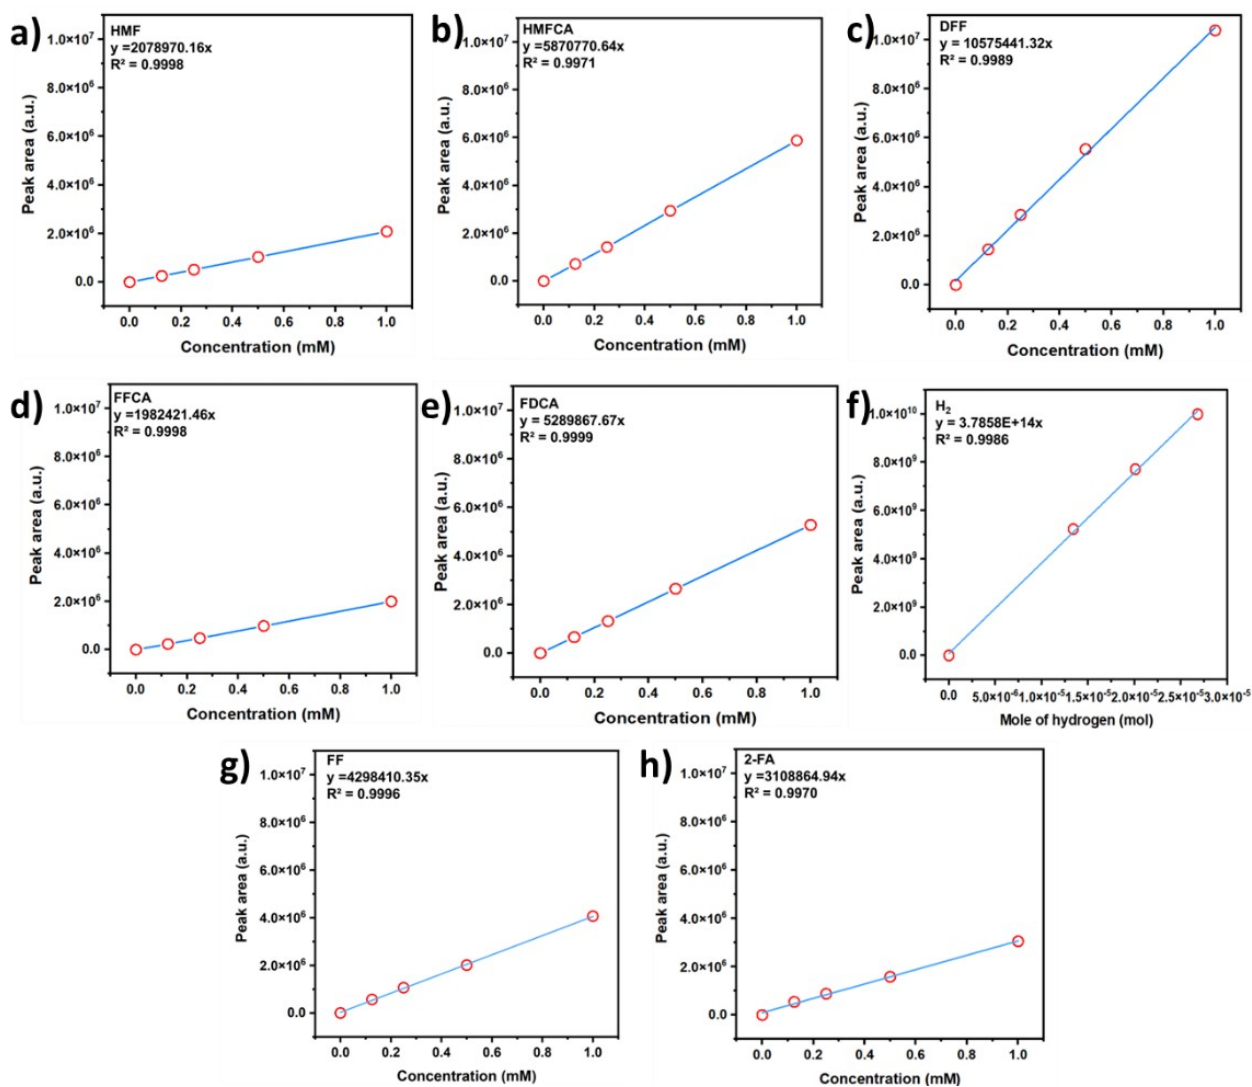 a)
HMF
y =2078970.16x
R² = 0.9998
1.0×10⁷
8.0×10⁶
6.0×10⁶
4.0×10⁶
2.0×10⁶
0.0
Peak area (a.u.)
0.0 0.2 0.4 0.6 0.8 1.0
Concentration (mM)
b)
HMFCA
y =5870770.64x
R² = 0.9971
1.0×10⁷
8.0×10⁶
6.0×10⁶
4.0×10⁶
2.0×10⁶
0.0
Peak area (a.u.)
0.0 0.2 0.4 0.6 0.8 1.0
Concentration (mM)
c)
DFF
y = 10575441.32x
R² = 0.9989
1.0×10⁷
8.0×10⁶
6.0×10⁶
4.0×10⁶
2.0×10⁶
0.0
Peak area (a.u.)
0.0 0.2 0.4 0.6 0.8 1.0
Concentration (mM)
d)
FFCA
y =1982421.46x
R² = 0.9998
1.0×10⁷
8.0×10⁶
6.0×10⁶
4.0×10⁶
2.0×10⁶
0.0
Peak area (a.u.)
0.0 0.2 0.4 0.6 0.8 1.0
Concentration (mM)
e)
FDCA
y = 5289867.67x
R² = 0.9999
1.0×10⁷
8.0×10⁶
6.0×10⁶
4.0×10⁶
2.0×10⁶
0.0
Peak area (a.u.)
0.0 0.2 0.4 0.6 0.8 1.0
Concentration (mM)
f)
H₂
y = 3.7858E+14x
R² = 0.9986
1.0×10¹⁰
8.0×10⁹
6.0×10⁹
4.0×10⁹
2.0×10⁹
0.0
Peak area (a.u.)
0.0 5.0×10⁻⁶ 1.0×10⁻⁵ 1.5×10⁻⁵ 2.0×10⁻⁵ 2.5×10⁻⁵ 3.0×10⁻⁵
Mole of hydrogen (mol)
g)
FF
y =4298410.35x
R² = 0.9996
1.0×10⁷
8.0×10⁶
6.0×10⁶
4.0×10⁶
2.0×10⁶
0.0
Peak area (a.u.)
0.0 0.2 0.4 0.6 0.8 1.0
Concentration (mM)
h)
2-FA
y =3108864.94x
R² = 0.9970
1.0×10⁷
8.0×10⁶
6.0×10⁶
4.0×10⁶
2.0×10⁶
0.0
Peak area (a.u.)
0.0 0.2 0.4 0.6 0.8 1.0
Concentration (mM)